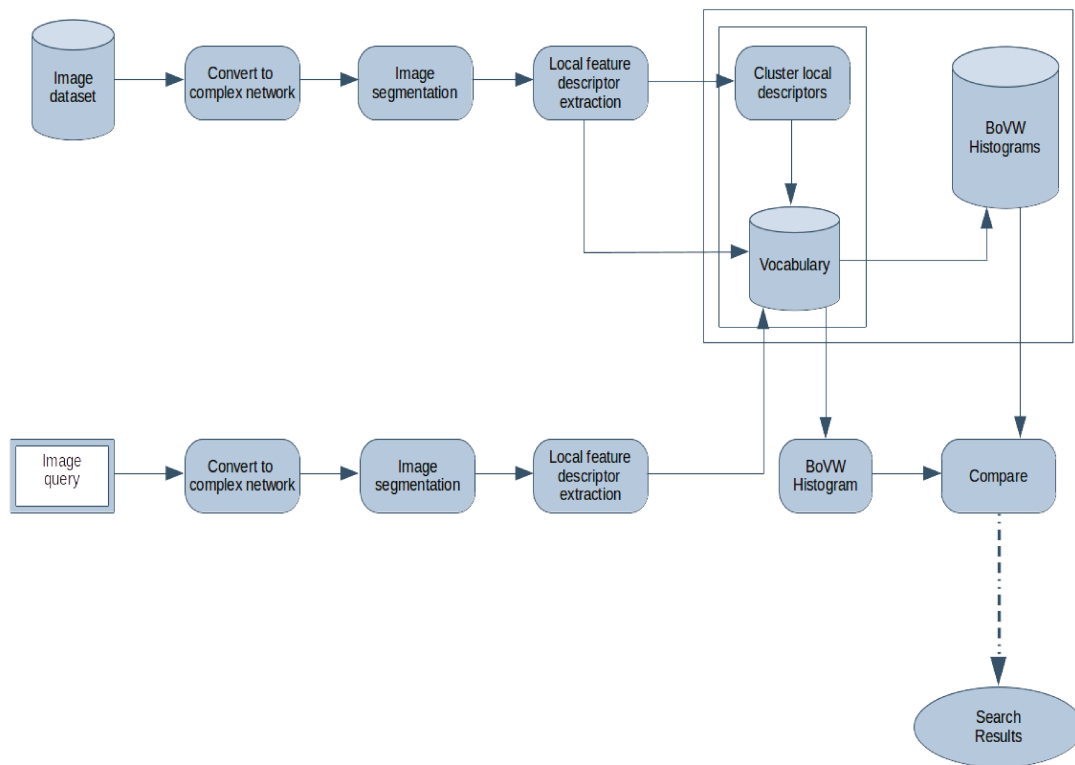 Image
dataset
Convert to
complex network
Image
segmentation
Local feature
descriptor
extraction
Cluster local
descriptors
BoVW
Histograms
Vocabulary
Image
query
Convert to
complex network
Image
segmentation
Local feature
descriptor
extraction
BoVW
Histogram
Compare
Search
Results